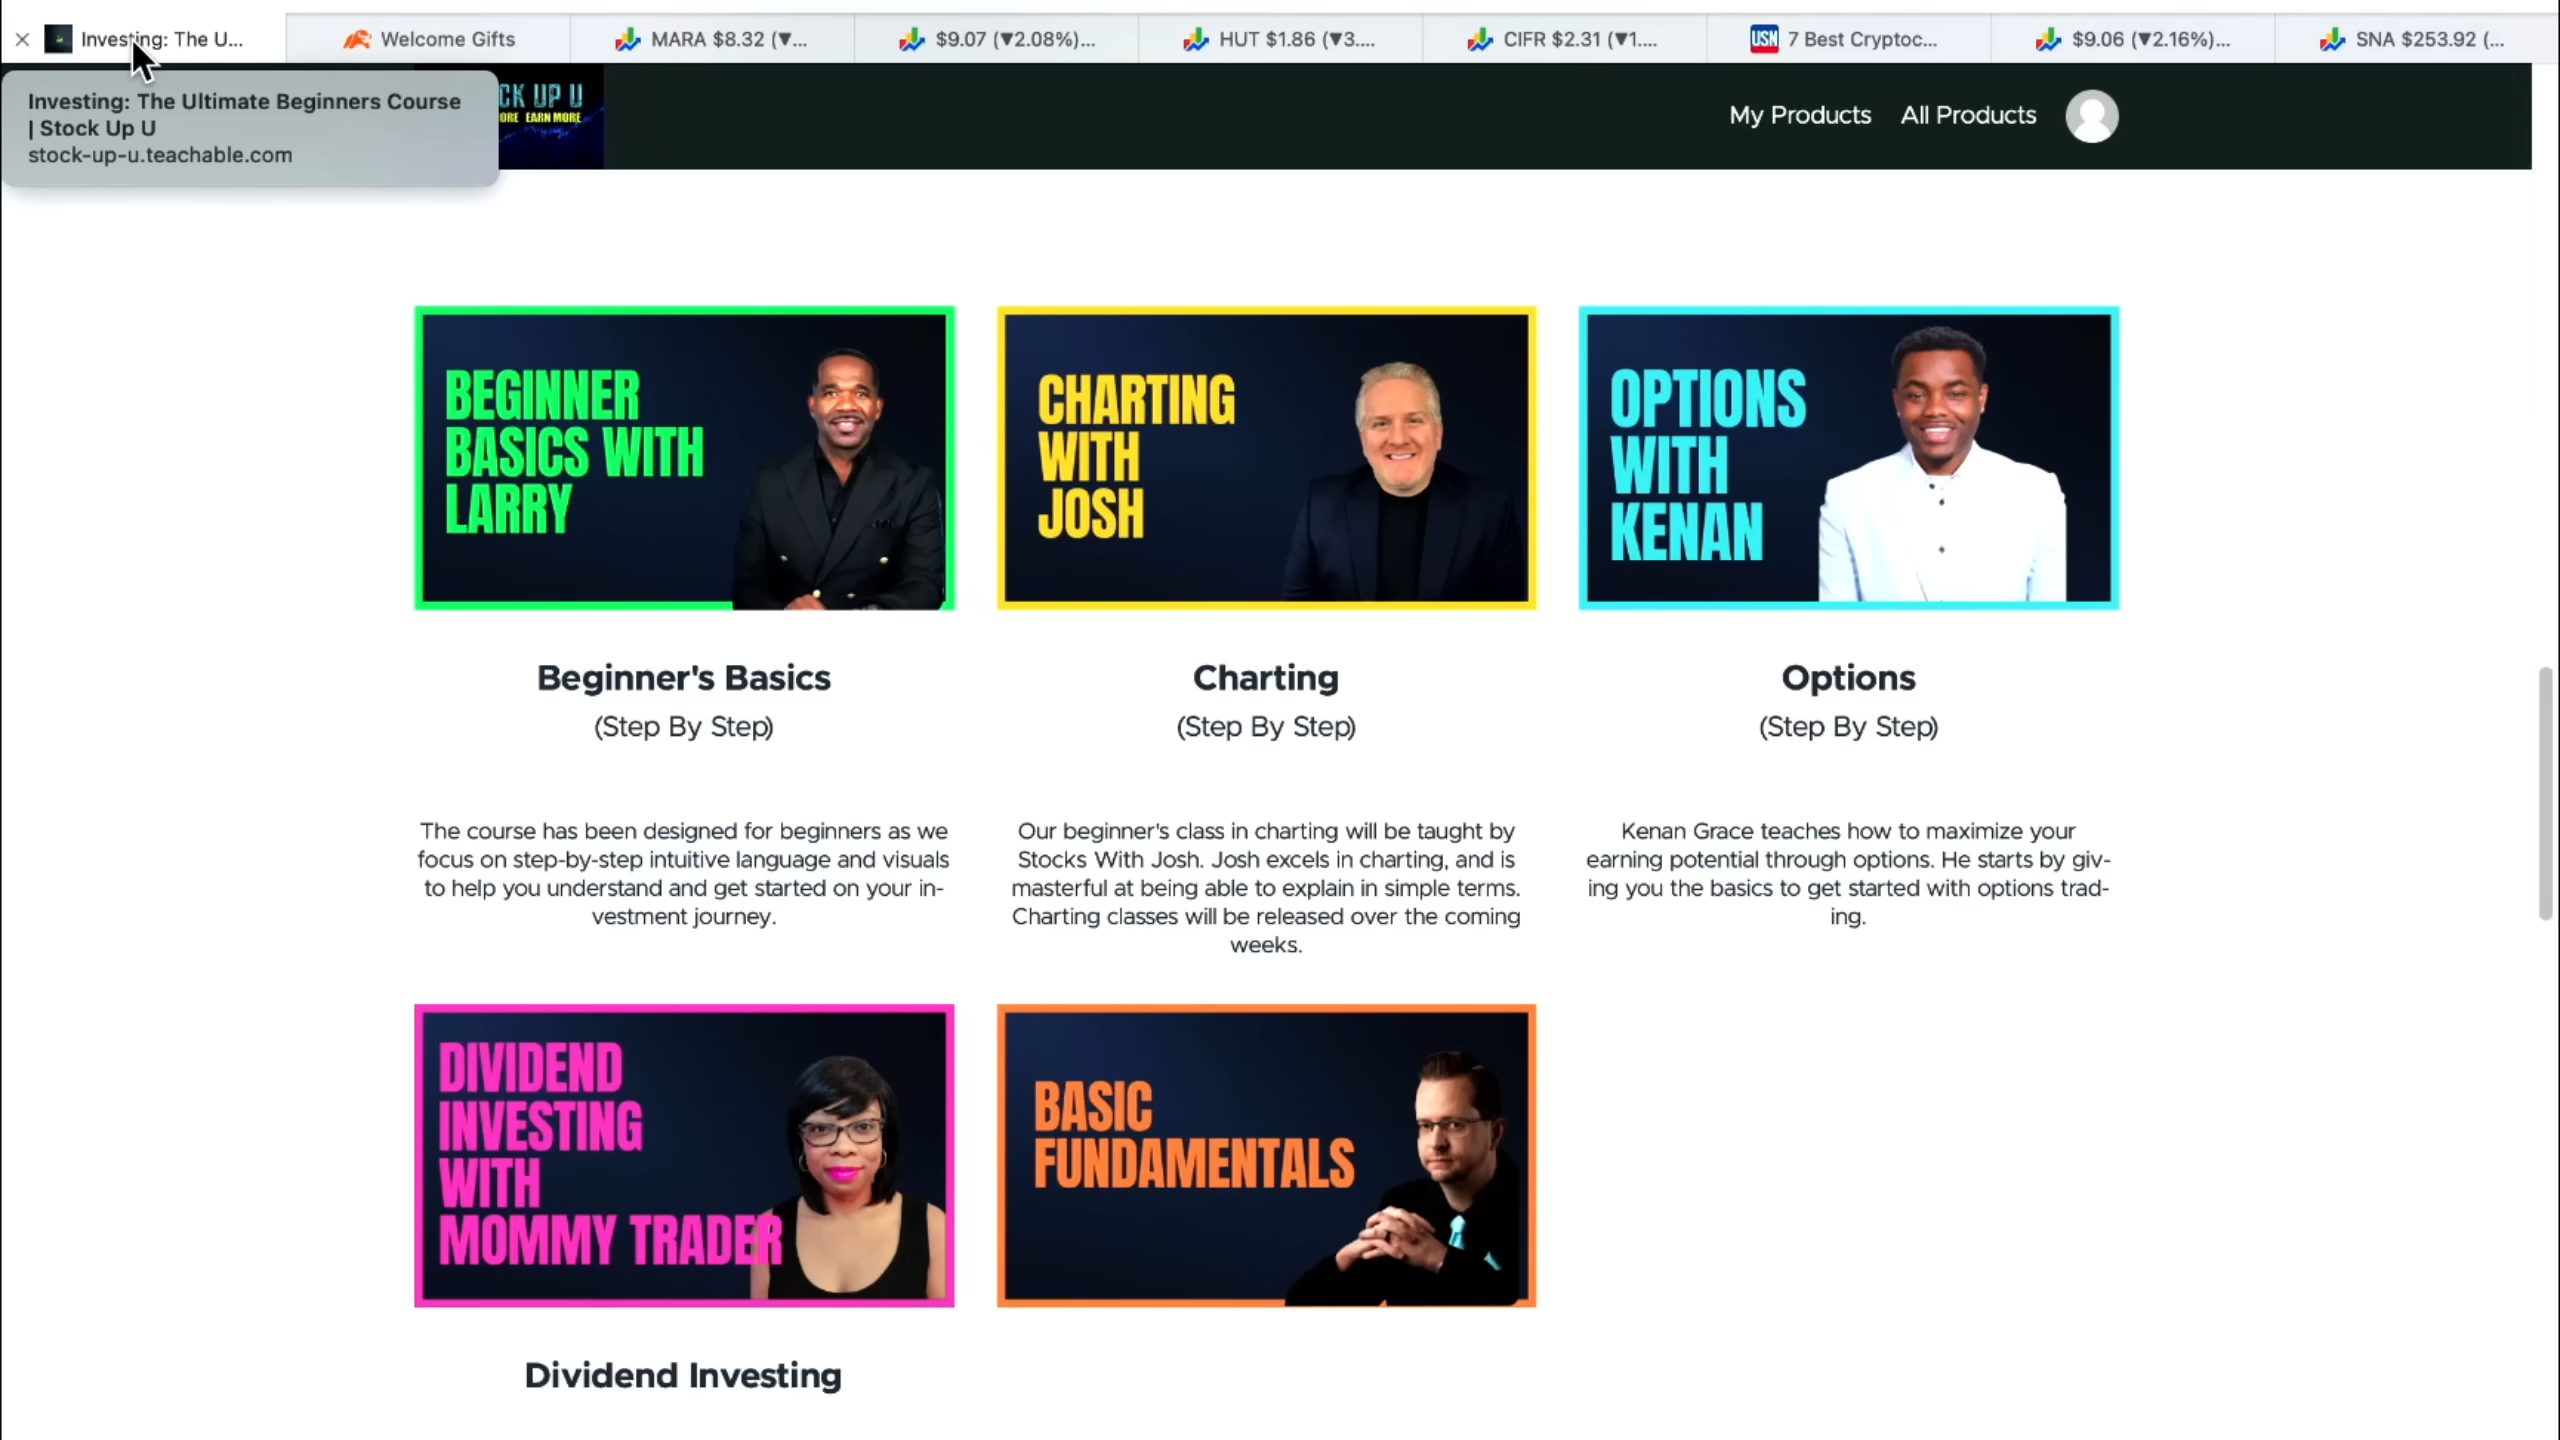 Investing: The U...
Welcome Gifts
MARA $8.32 (▼...
$9.07 (▼2.08%)...
HUT $1.86 (▼3....
CIFR $2.31 (▼1....
USN 7 Best Cryptoc...
$9.06 (▼2.16%)...
SNA $253.92 (...
Investing: The Ultimate Beginners Course
| Stock Up U
stock-up-u.teachable.com
CK UP U
ORE EARN MORE
My Products
All Products
BEGINNER
BASICS WITH
LARRY
CHARTING
WITH
JOSH
OPTIONS
WITH
KENAN
Beginner's Basics
(Step By Step)
The course has been designed for beginners as we
focus on step-by-step intuitive language and visuals
to help you understand and get started on your in-
vestment journey.
Charting
(Step By Step)
Our beginner's class in charting will be taught by
Stocks With Josh. Josh excels in charting, and is
masterful at being able to explain in simple terms.
Charting classes will be released over the coming
weeks.
Options
(Step By Step)
Kenan Grace teaches how to maximize your
earning potential through options. He starts by giv-
ing you the basics to get started with options trad-
ing.
DIVIDEND
INVESTING
WITH
MOMMY TRADER
BASIC
FUNDAMENTALS
Dividend Investing